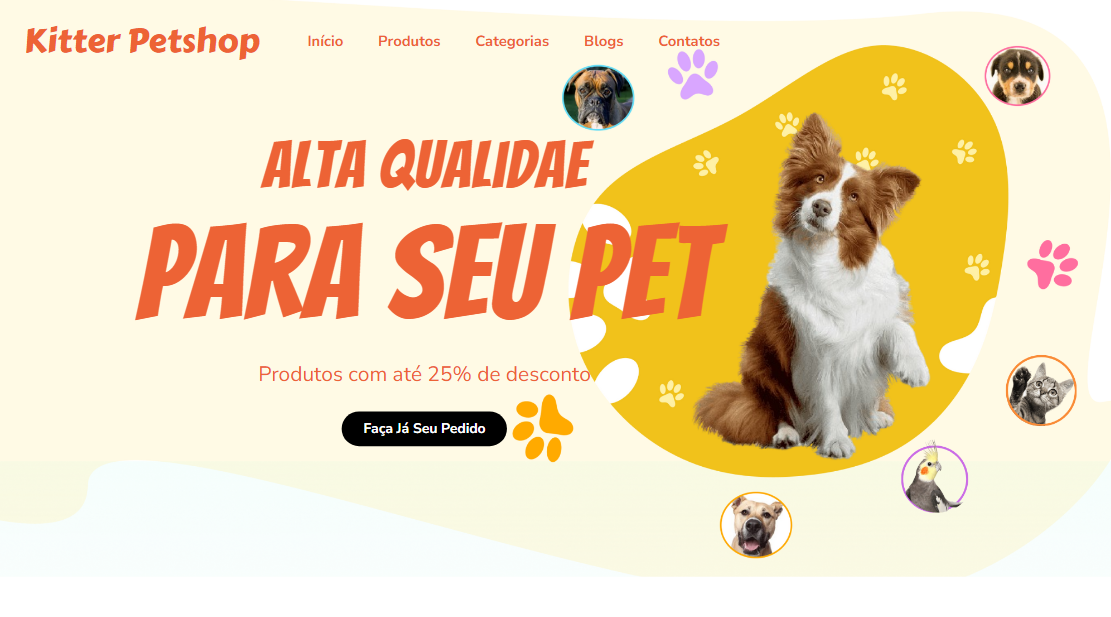 Kitter Petshop
Início Produtos Categorias Blogs Contatos
ALTA QUALIDAE
PARA SEU PET
Produtos com até 25% de desconto
Faça Já Seu Pedido